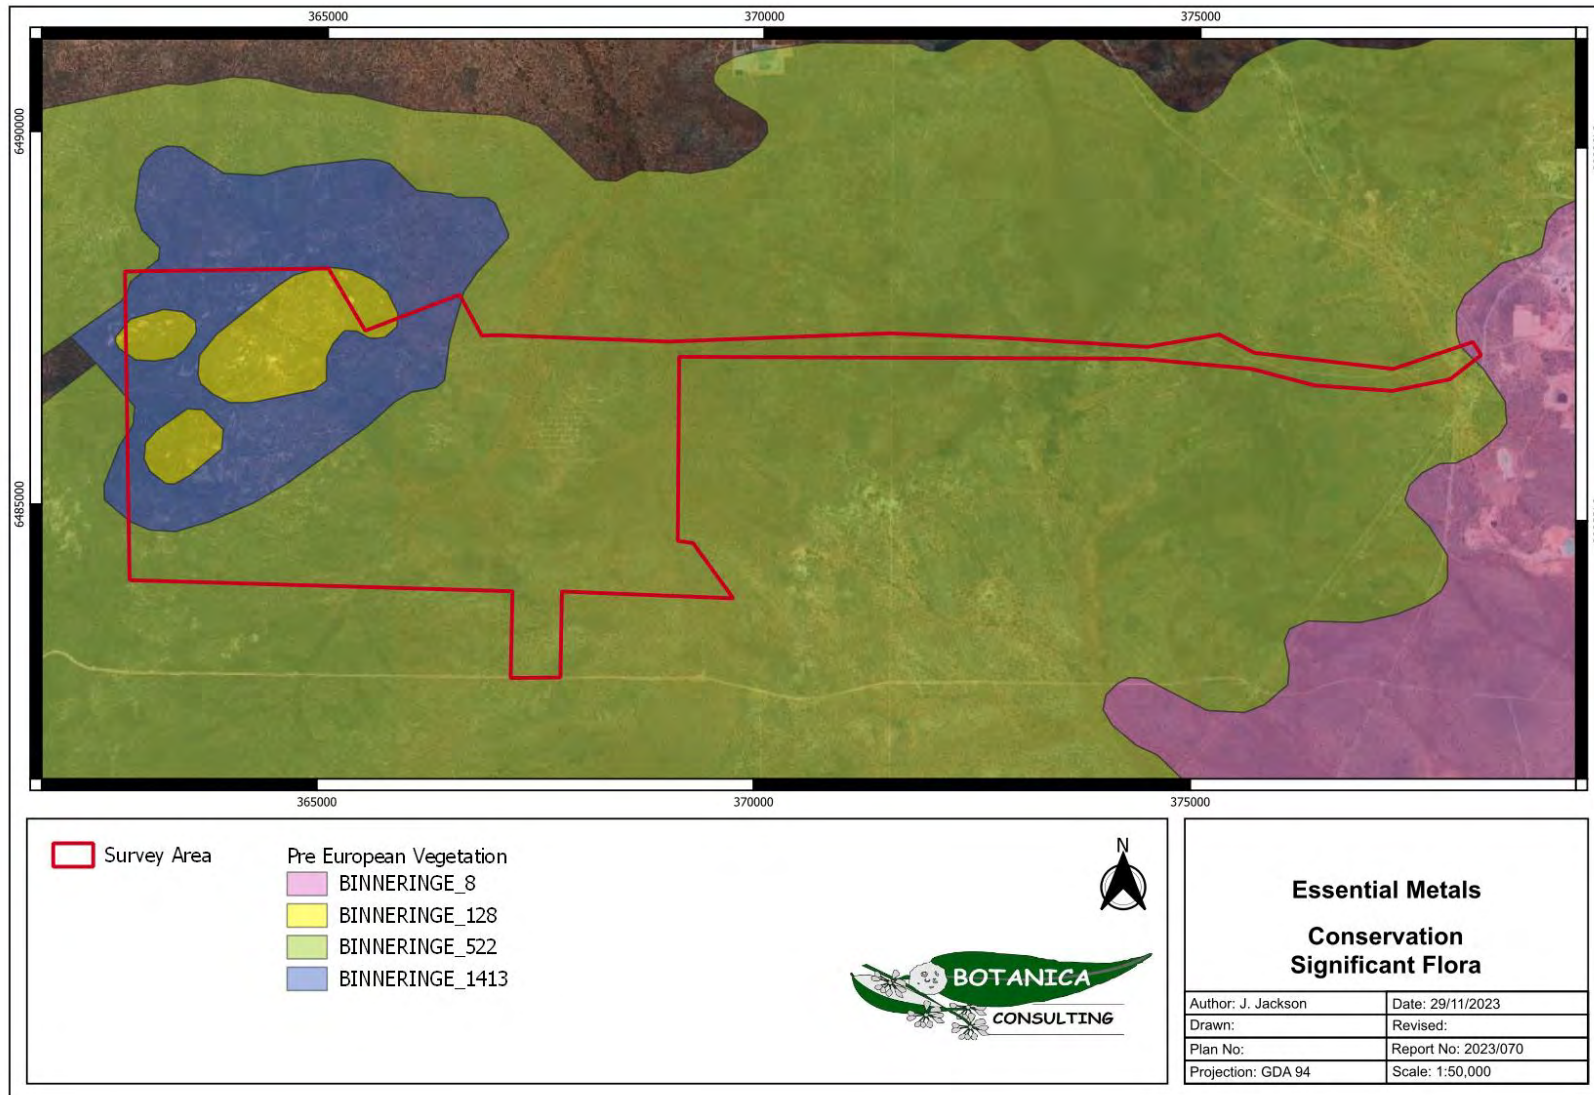 365000
370000
375000
6490000
6485000
365000
370000
375000
Survey Area
Pre European Vegetation
BINNERINGE_8
BINNERINGE_128
BINNERINGE_522
BINNERINGE_1413
N
BOTANICA
CONSULTING
Essential Metals
Conservation
Significant Flora
Author: J. Jackson
Date: 29/11/2023
Drawn:
Revised:
Plan No:
Report No: 2023/070
Projection: GDA 94
Scale: 1:50,000